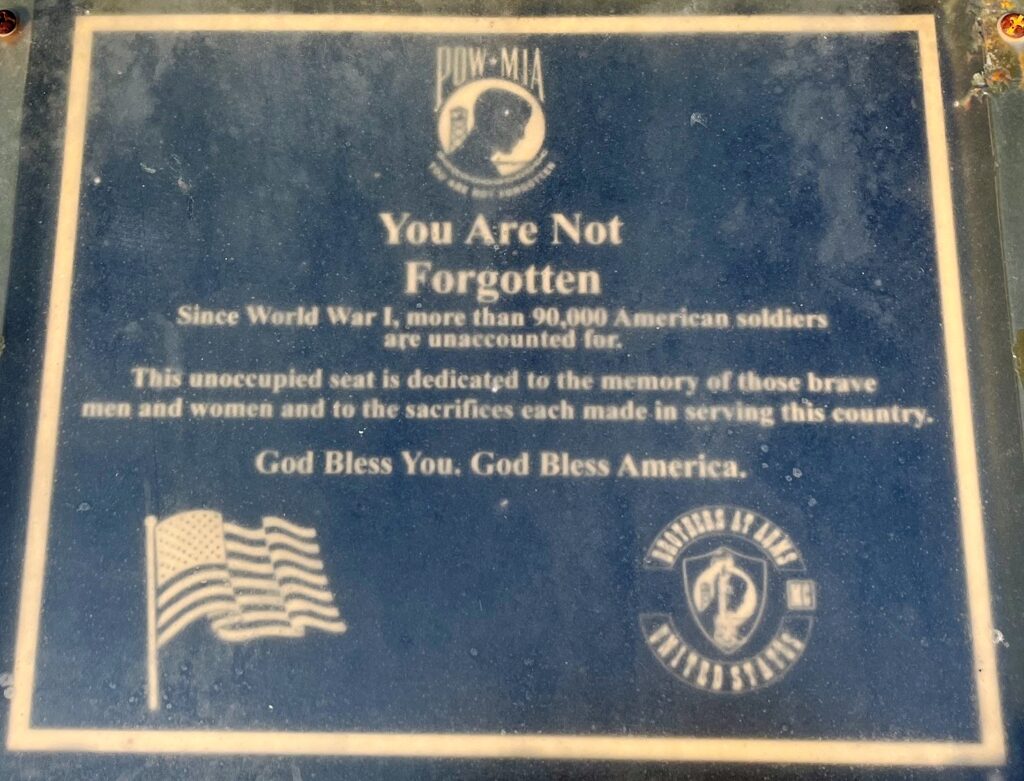 POW★MIA
YOU ARE NOT FORGOTTEN
You Are Not
Forgotten
Since World War I, more than 90,000 American soldiers
are unaccounted for.
This unoccupied seat is dedicated to the memory of those brave
men and women and to the sacrifices each made in serving this country.
God Bless You. God Bless America.
BROTHERS AT ARMS
MC
UNITED STATES